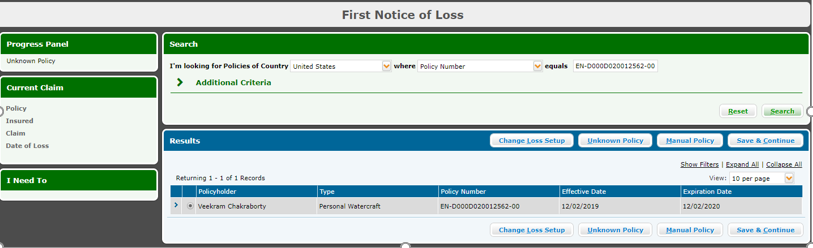 First Notice of Loss
Progress Panel
Unknown Policy
Current Claim
Policy
Insured
Claim
Date of Loss
I Need To
Search
I'm looking for Policies of Country United States where Policy Number equals EN-D000D020012562-00
Additional Criteria
Reset Search
Results Change Loss Setup Unknown Policy Manual Policy Save & Continue
Show Filters | Expand All | Collapse All
Returning 1 - 1 of 1 Records View: 10 per page
Policyholder Type Policy Number Effective Date Expiration Date
Veekram Chakraborty Personal Watercraft EN-D000D020012562-00 12/02/2019 12/02/2020
Change Loss Setup Unknown Policy Manual Policy Save & Continue